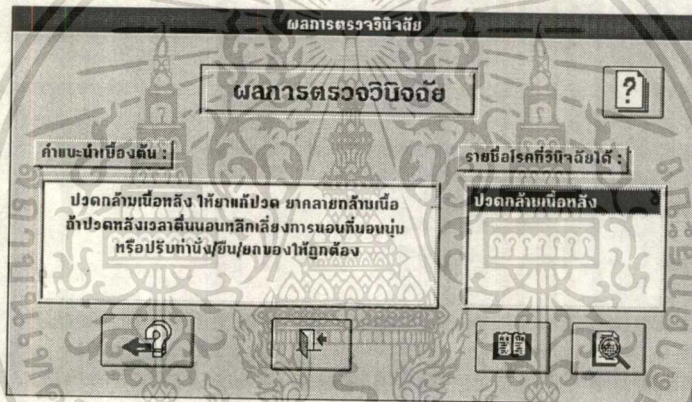 ผลการตรวจวินิจฉัย
ผลการตรวจวินิจฉัย
คำแนะนำเบื้องต้น :
รายชื่อโรคที่วินิจฉัยได้ :
ปวดกล้ามเนื้อหลัง ให้ยาแก้ปวด ยาคลายกล้ามเนื้อ
ถ้าปวดหลังเวลาตื่นนอนหลีกเลี่ยงการนอนที่นอนนุ่ม
หรือปรับท่านั่ง/ยืน/ยกของให้ถูกต้อง
ปวดกล้ามเนื้อหลัง